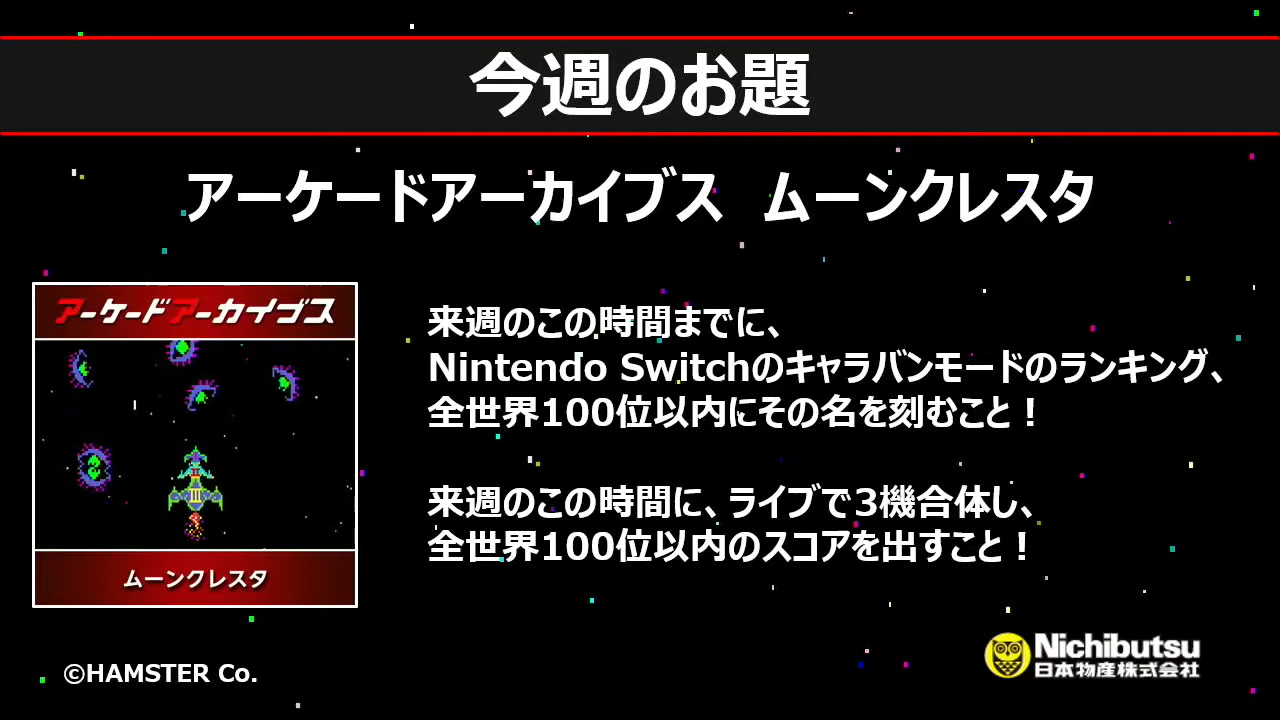 今週のお題
アーケードアーカイブス　ムーンクレスタ
アーケードアーカイブス
ムーンクレスタ
来週のこの時間までに、
Nintendo Switchのキャラバンモードのランキング、
全世界100位以内にその名を刻むこと！
来週のこの時間に、ライブで3機合体し、
全世界100位以内のスコアを出すこと！
©HAMSTER Co.
Nichibutsu
日本物産株式会社